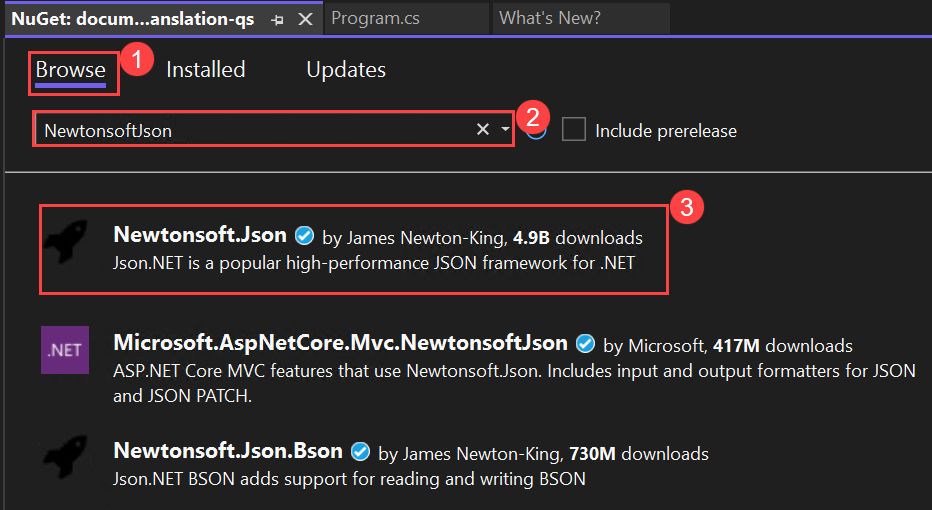 NuGet: docum...anslation-qs Program.cs What's New?
Browse 1 Installed Updates
NewtonsoftJson 2 Include prerelease
3
Newtonsoft.Json by James Newton-King, 4.9B downloads
Json.NET is a popular high-performance JSON framework for .NET
.NET
Microsoft.AspNetCore.Mvc.NewtonsoftJson by Microsoft, 417M downloads
ASP.NET Core MVC features that use Newtonsoft.Json. Includes input and output formatters for JSON
and JSON PATCH.
Newtonsoft.Json.Bson by James Newton-King, 730M downloads
Json.NET BSON adds support for reading and writing BSON